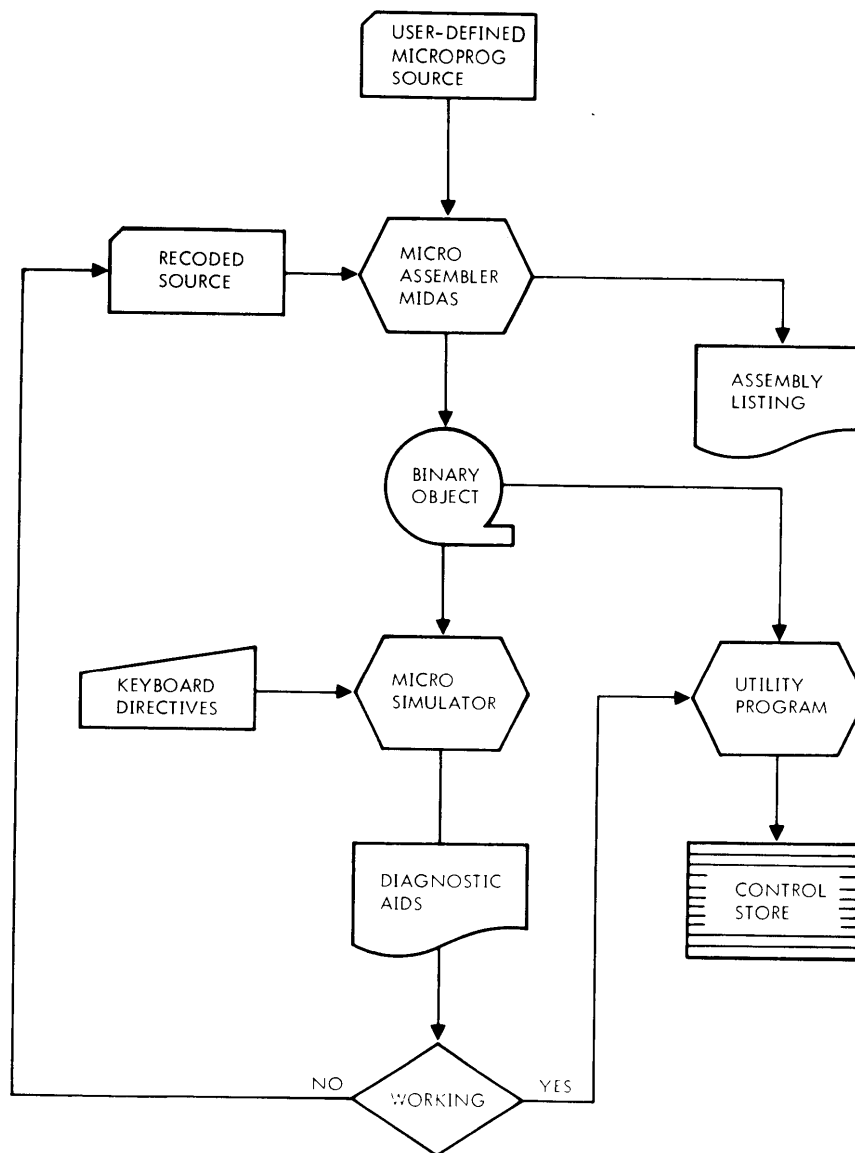 USER-DEFINED
MICROPROG
SOURCE
RECODED
SOURCE
MICRO
ASSEMBLER
MIDAS
ASSEMBLY
LISTING
BINARY
OBJECT
KEYBOARD
DIRECTIVES
MICRO
SIMULATOR
UTILITY
PROGRAM
DIAGNOSTIC
AIDS
CONTROL
STORE
NO
WORKING
YES